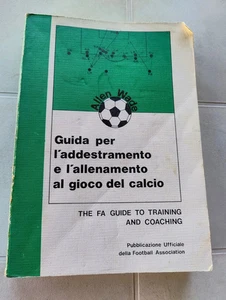 Allen Wade
Guida per
l'addestramento
e l'allenamento
al gioco del calcio
THE FA GUIDE TO TRAINING
AND COACHING
Pubblicazione Ufficiale
della Football Association